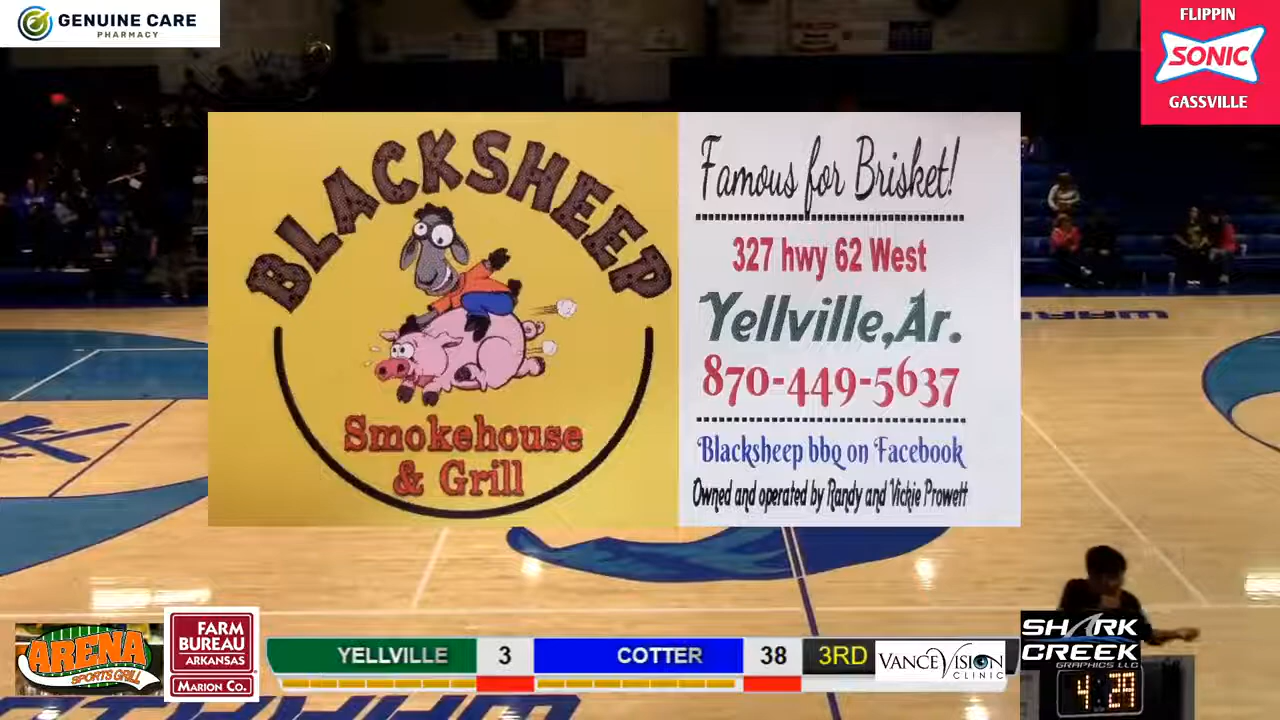 GENUINE CARE
PHARMACY
FLIPPIN
SONIC
GASSVILLE
BLACKSHEEP
Smokehouse
& Grill
Famous for Brisket!
327 hwy 62 West
Yellville,Ar.
870-449-5637
Blacksheep bbq on Facebook
Owned and operated by Randy and Vickie Prowett
ARENA
SPORTS GRILL
FARM
BUREAU
ARKANSAS
MARION CO.
YELLVILLE 3 COTTER 38 3RD
VANCE VISION
CLINIC
SHARK
CREEK
GRAPHICS LLC
4:29